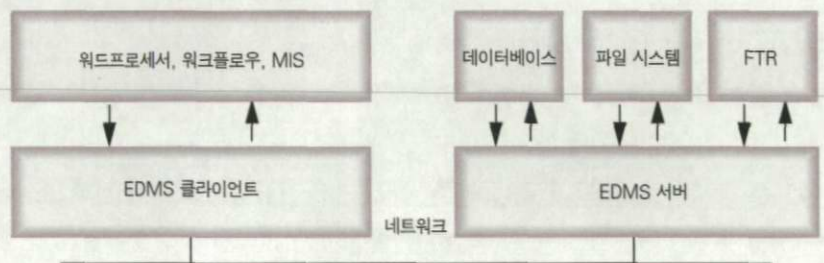 워드프로세서, 워크플로우, MIS
데이터베이스
파일 시스템
FTR
EDMS 클라이언트
EDMS 서버
네트워크